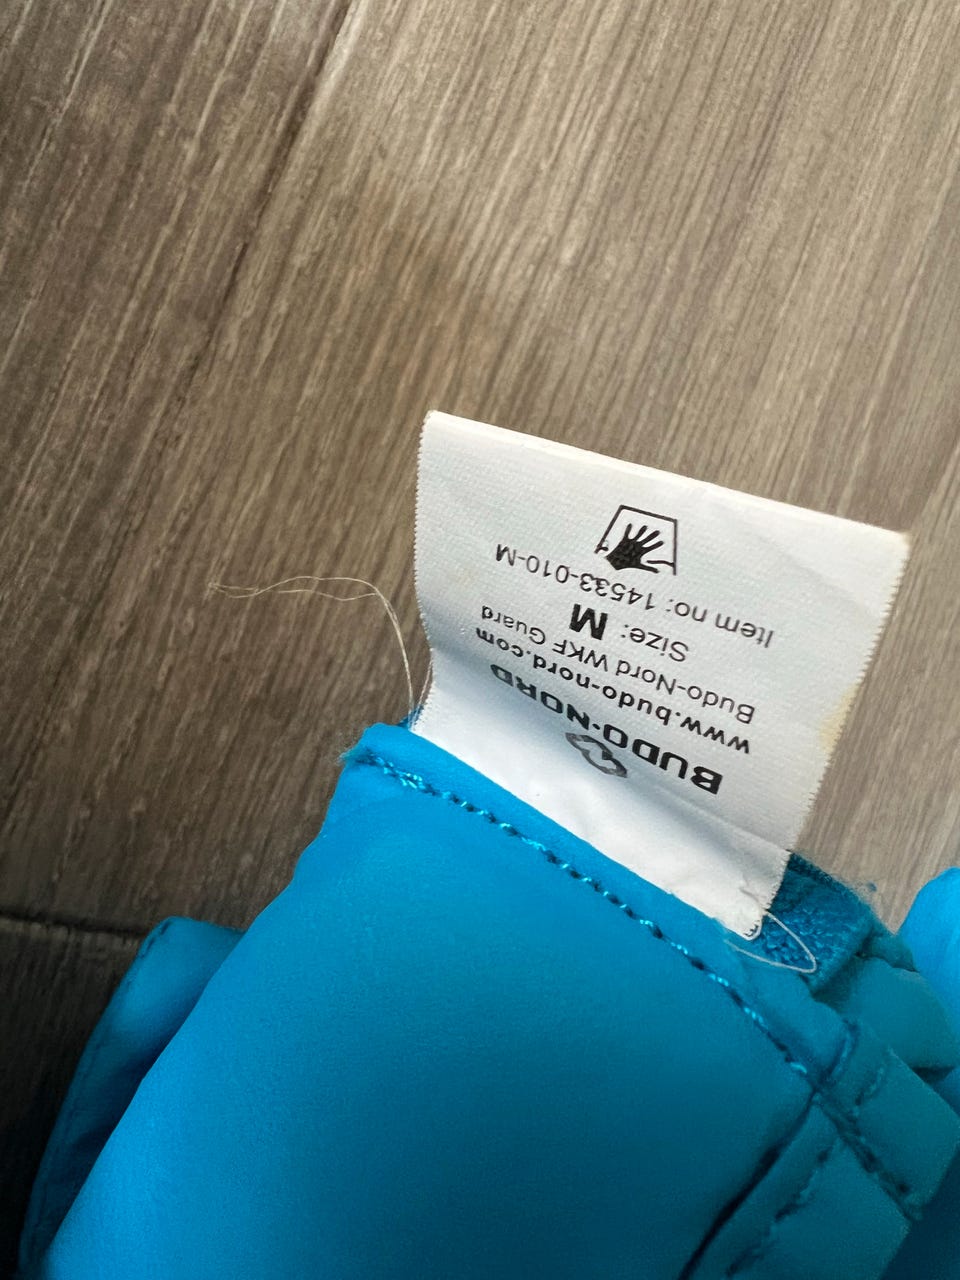 BUDO-NORD
www.budo-nord.com
Budo-Nord WKF Guard
Size: M
Item no: 14533-010-M